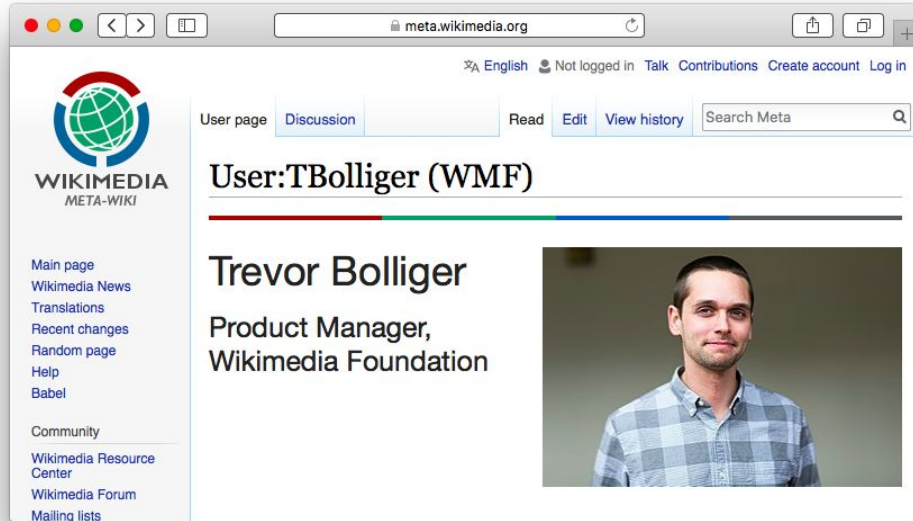 meta.wikimedia.org
English Not logged in Talk Contributions Create account Log in
User page Discussion Read Edit View history Search Meta
WIKIMEDIA
META-WIKI
User:TBolliger (WMF)
Trevor Bolliger
Product Manager,
Wikimedia Foundation
Main page
Wikimedia News
Translations
Recent changes
Random page
Help
Babel
Community
Wikimedia Resource
Center
Wikimedia Forum
Mailing lists